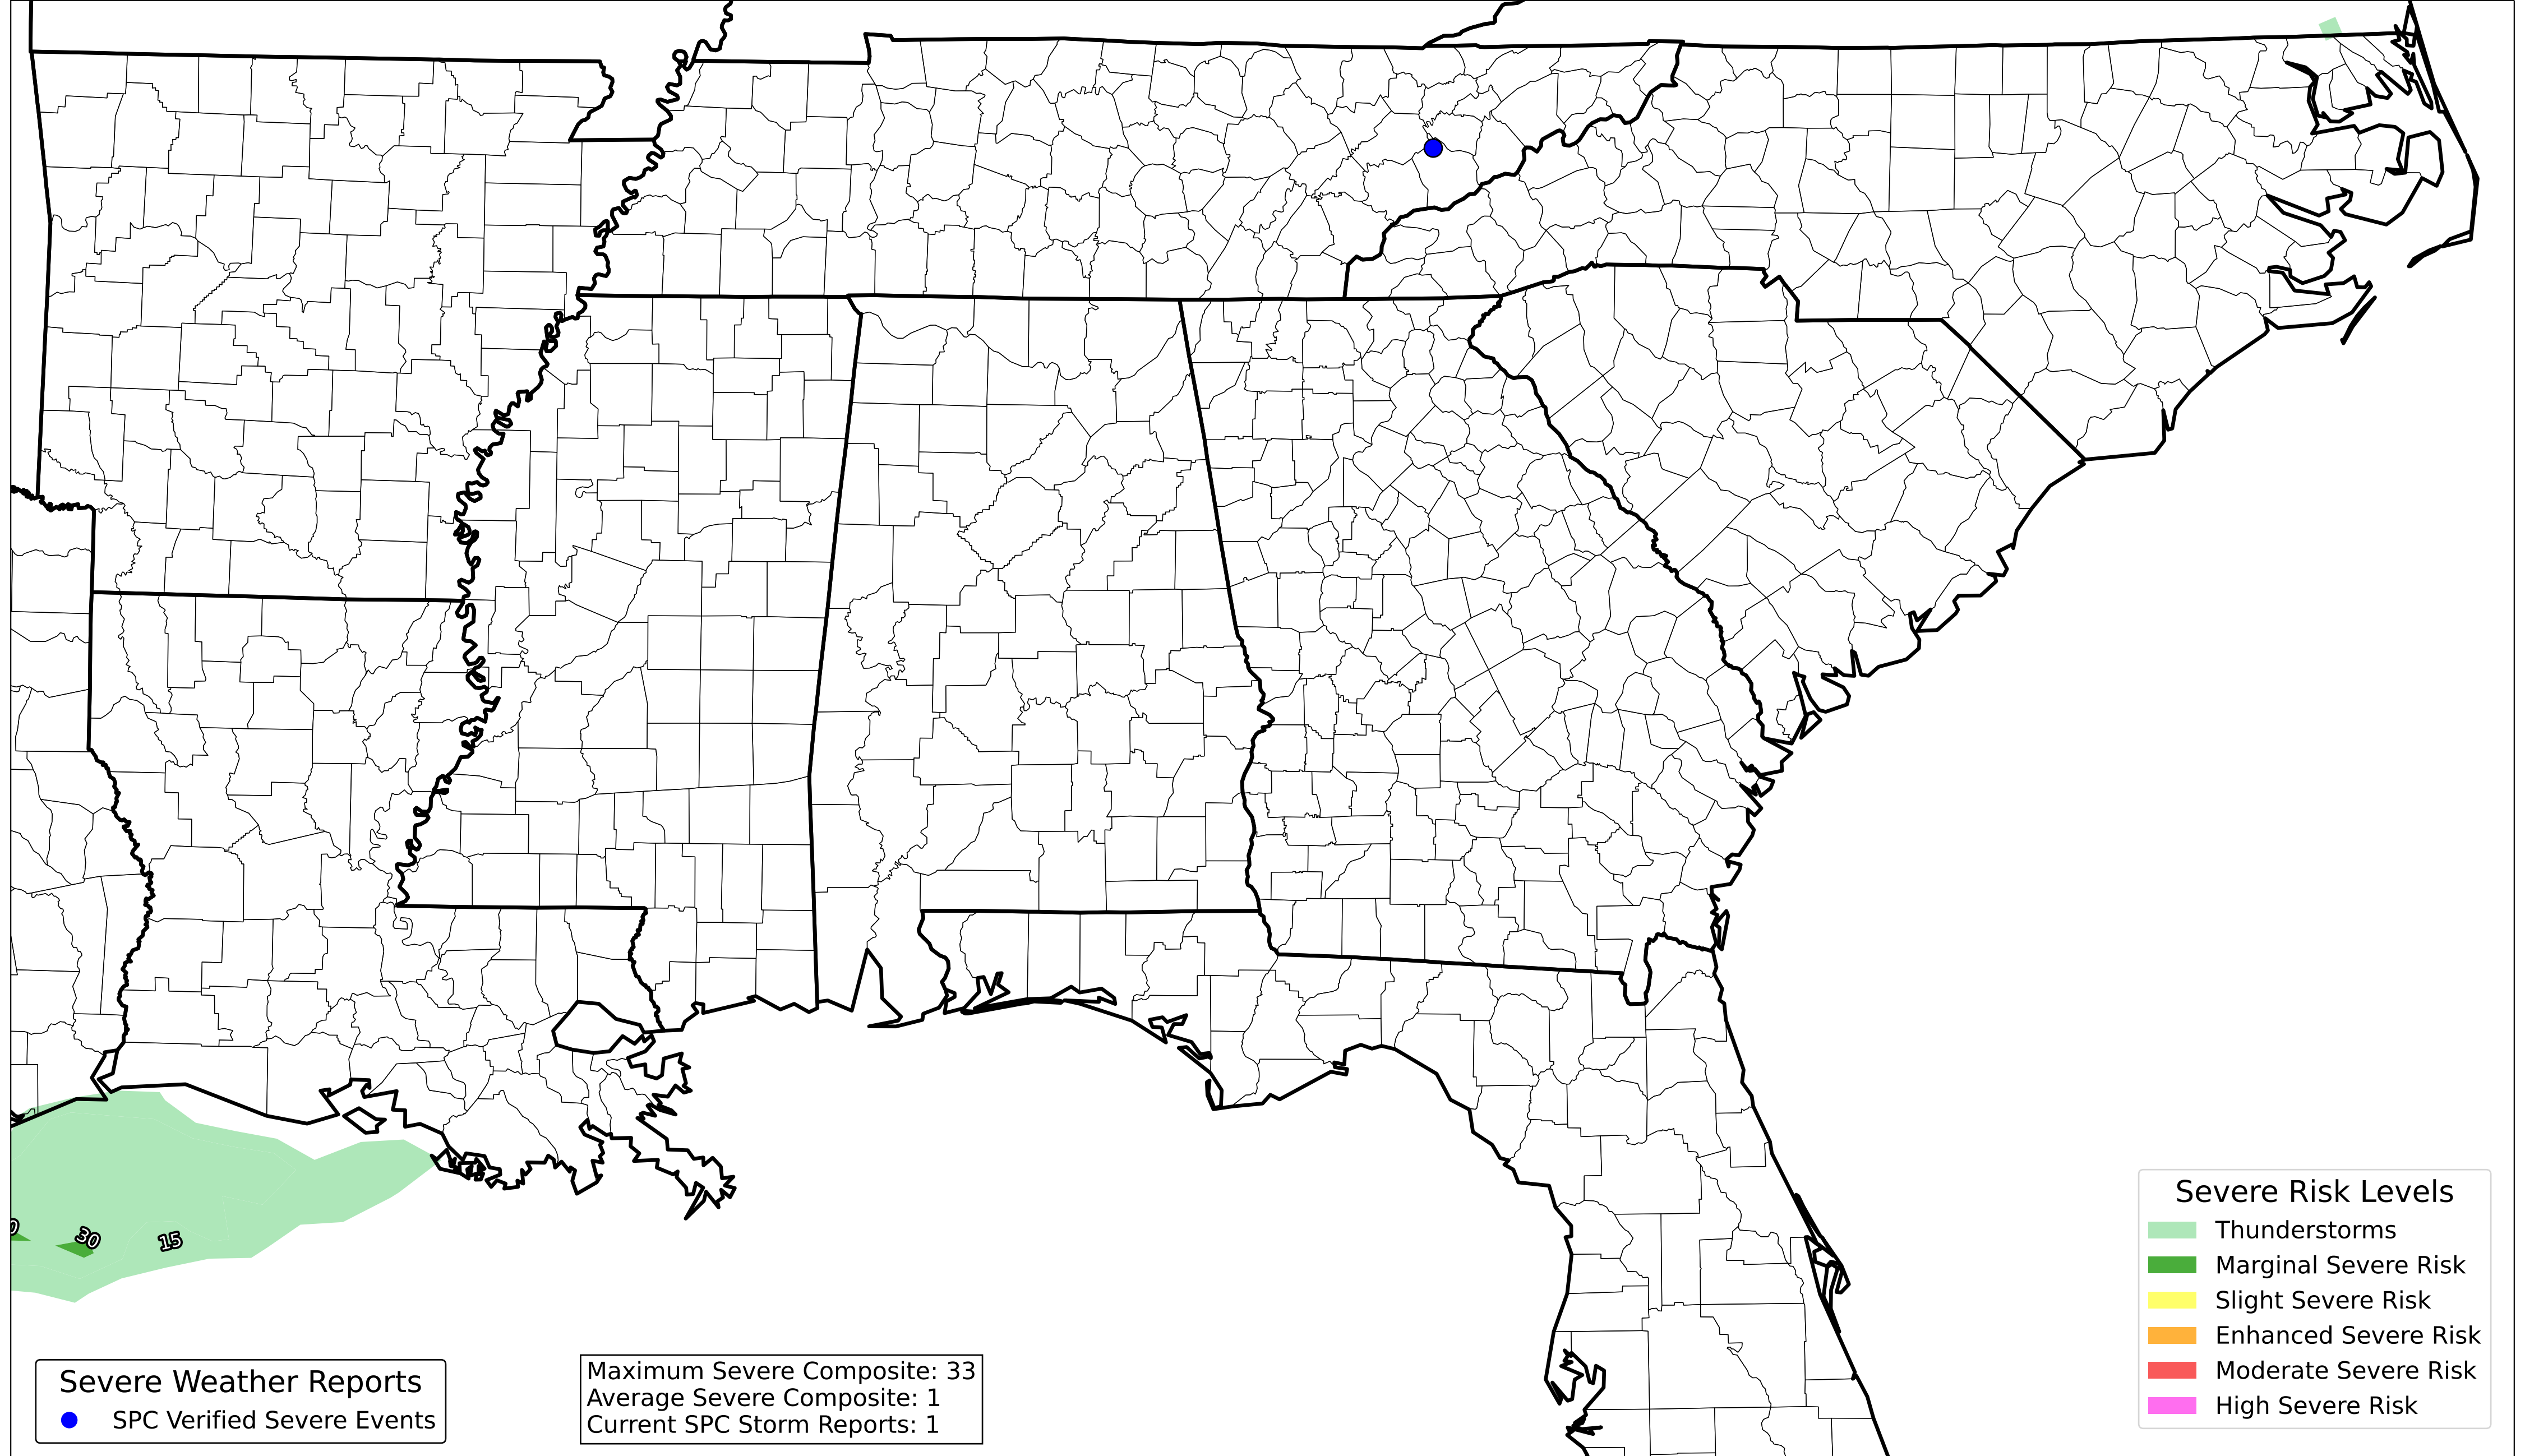 0
30
15
Severe Weather Reports
SPC Verified Severe Events
Maximum Severe Composite: 33
Average Severe Composite: 1
Current SPC Storm Reports: 1
Severe Risk Levels
Thunderstorms
Marginal Severe Risk
Slight Severe Risk
Enhanced Severe Risk
Moderate Severe Risk
High Severe Risk